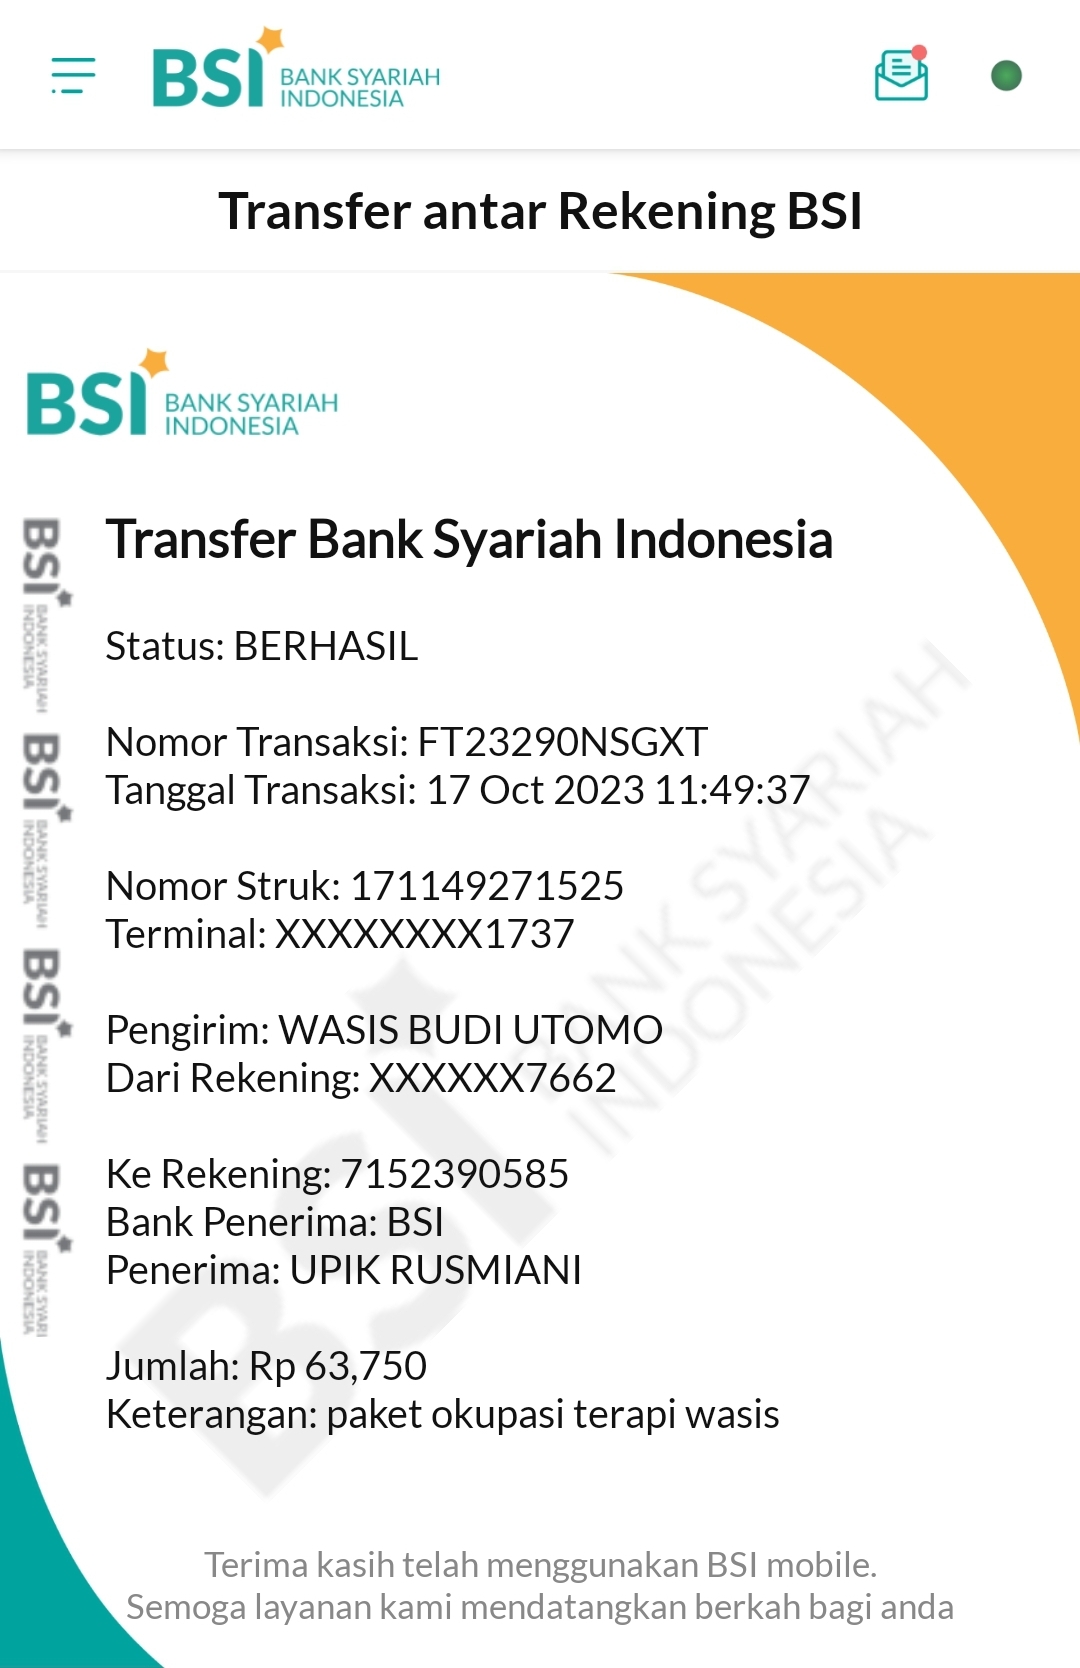 BSI BANK SYARIAH
INDONESIA
Transfer antar Rekening BSI
BSI BANK SYARIAH
INDONESIA
Transfer Bank Syariah Indonesia
Status: BERHASIL
Nomor Transaksi: FT23290NSGXT
Tanggal Transaksi: 17 Oct 2023 11:49:37
Nomor Struk: 171149271525
Terminal: XXXXXXXX1737
Pengirim: WASIS BUDI UTOMO
Dari Rekening: XXXXXX7662
Ke Rekening: 7152390585
Bank Penerima: BSI
Penerima: UPIK RUSMIANI
Jumlah: Rp 63,750
Keterangan: paket okupasi terapi wasis
Terima kasih telah menggunakan BSI mobile.
Semoga layanan kami mendatangkan berkah bagi anda
BSI BANK SYARIAH
INDONESIA
BSI BANK SYARIAH
INDONESIA
BSI BANK SYARIAH
INDONESIA
BSI BANK SYARI
INDONESIA
BSI BANK SYARIAH
INDONESIA